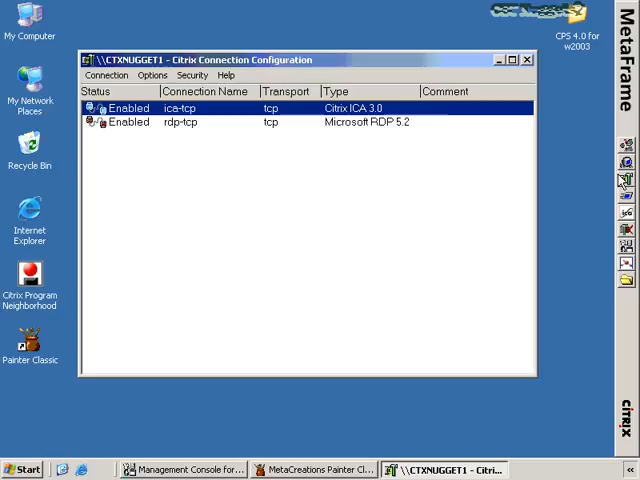 My Computer
My Network
Places
Recycle Bin
Internet
Explorer
Citrix Program
Neighborhood
Painter Classic
\\CTXNUGGET1 - Citrix Connection Configuration
Connection Options Security Help
Status Connection Name Transport Type Comment
Enabled ica-tcp tcp Citrix ICA 3.0
Enabled rdp-tcp tcp Microsoft RDP 5.2
CPS 4.0 for
w2003
MetaFrame
ica
CITRIX
Start Management Console for... MetaCreations Painter Cl... \\CTXNUGGET1 - Citri... «